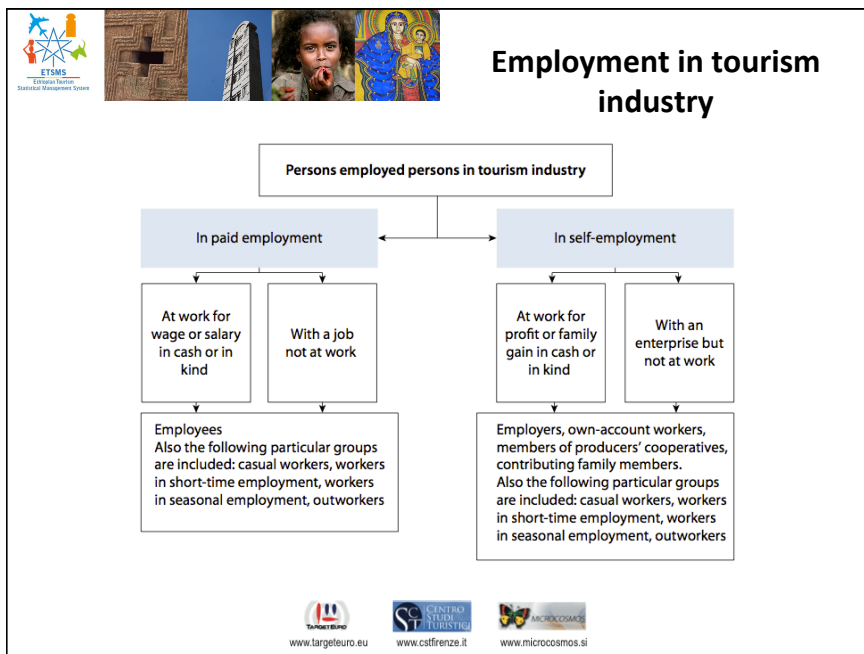 ETSMS
Ethiopian Tourism
Statistical Management System
Employment in tourism
industry
Persons employed persons in tourism industry
In paid employment
In self-employment
At work for
wage or salary
in cash or in
kind
With a job
not at work
At work for
profit or family
gain in cash or
in kind
With an
enterprise but
not at work
Employees
Also the following particular groups
are included: casual workers, workers
in short-time employment, workers
in seasonal employment, outworkers
Employers, own-account workers,
members of producers’ cooperatives,
contributing family members.
Also the following particular groups
are included: casual workers, workers
in short-time employment, workers
in seasonal employment, outworkers
TARGETEURO
www.targeteuro.eu
CST
CENTRO
STUDI
TURISTICI
www.cstfirenze.it
MICROCOSMOS
www.microcosmos.si